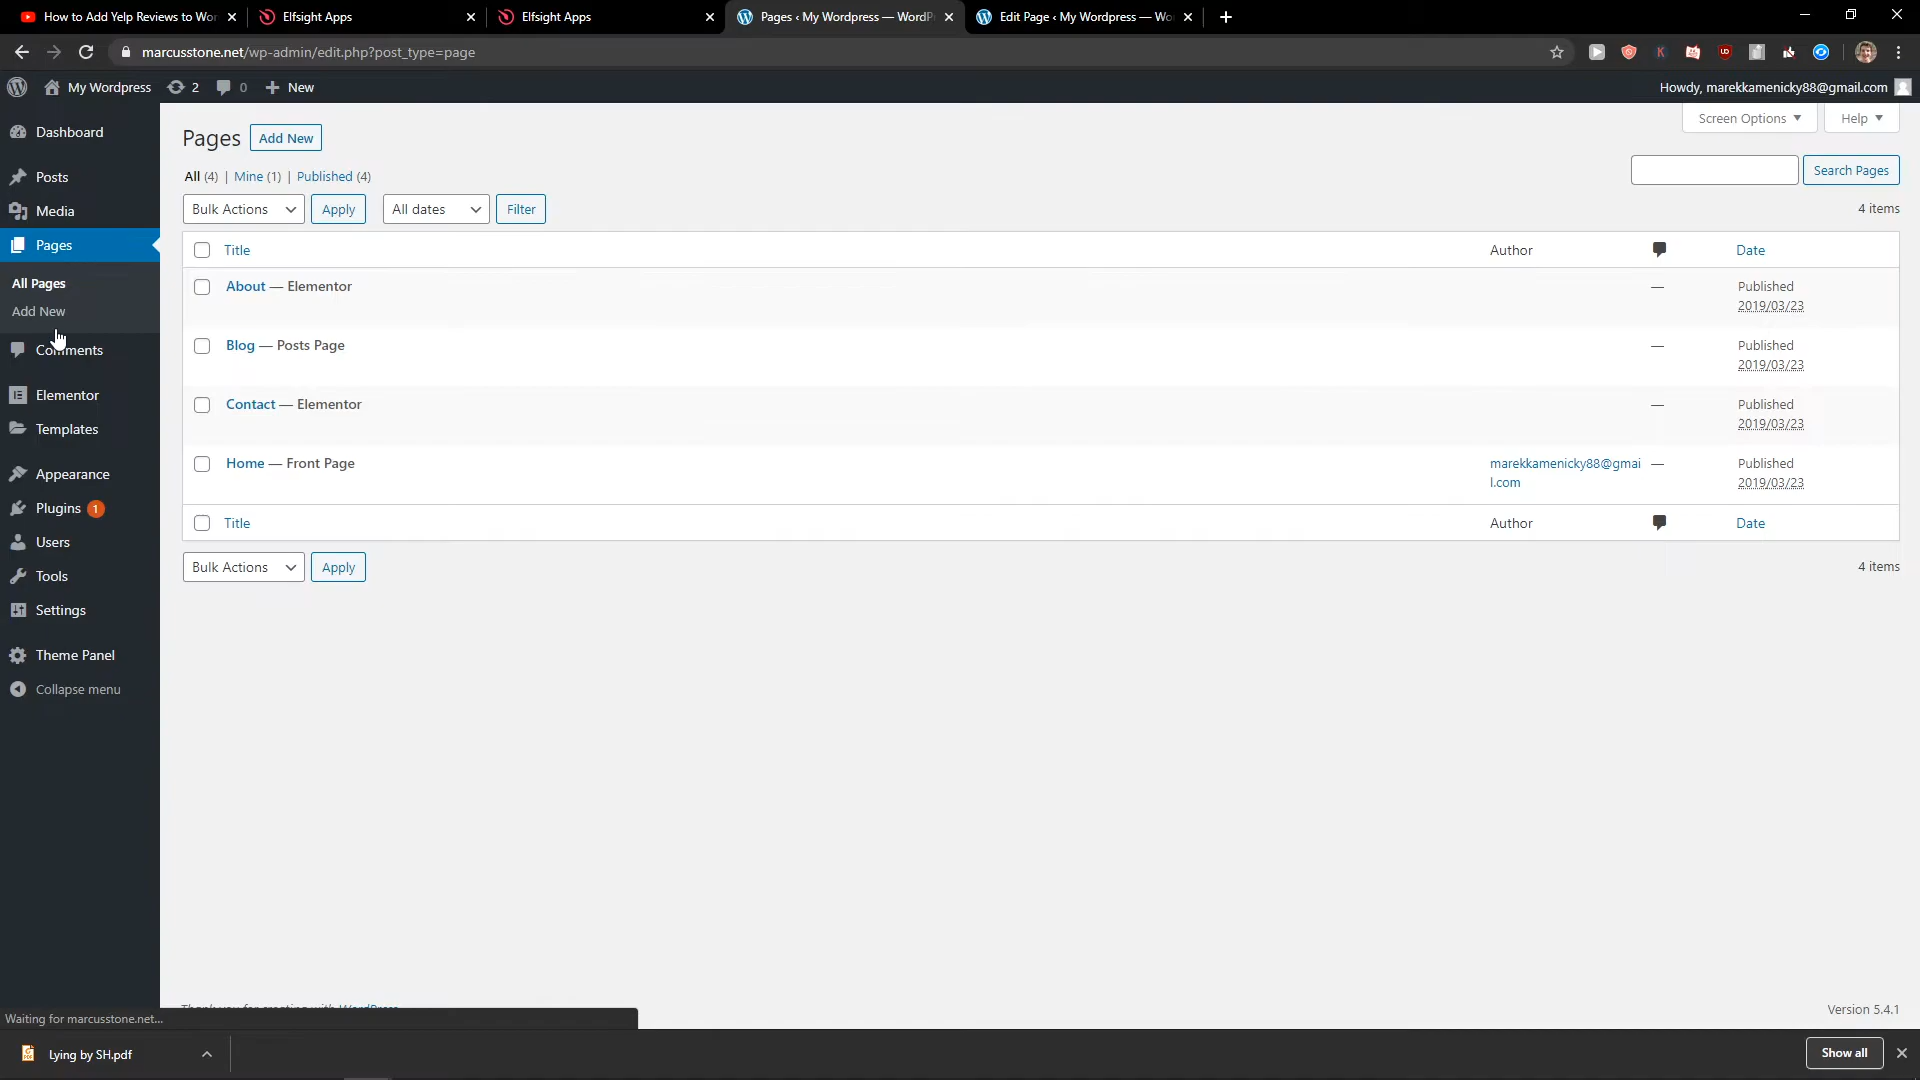 How to Add Yelp Reviews to Wor
Elfsight Apps
Elfsight Apps
Pages ‹ My Wordpress — WordP
Edit Page ‹ My Wordpress — Wo
marcusstone.net/wp-admin/edit.php?post_type=page
My Wordpress
2
0
New
Howdy, marekkamenicky88@gmail.com
Dashboard
Posts
Media
Pages
All Pages
Add New
Comments
Elementor
Templates
Appearance
Plugins 1
Users
Tools
Settings
Theme Panel
Collapse menu
Screen Options
Help
Pages
Add New
All (4) | Mine (1) | Published (4)
Search Pages
Bulk Actions
Apply
All dates
Filter
4 items
Title
Author
Date
About — Elementor
—
Published
2019/03/23
Blog — Posts Page
—
Published
2019/03/23
Contact — Elementor
—
Published
2019/03/23
Home — Front Page
marekkamenicky88@gmai
l.com
—
Published
2019/03/23
Title
Author
Date
Bulk Actions
Apply
4 items
Thank you for creating with WordPress.
Version 5.4.1
Waiting for marcusstone.net...
Lying by SH.pdf
Show all